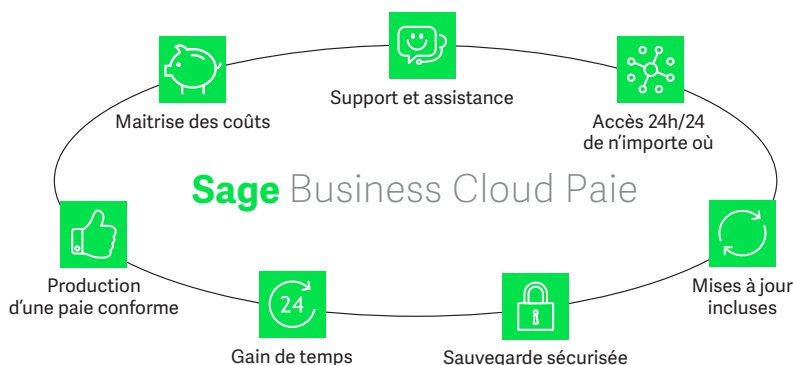 Support et assistance
Maitrise des coûts
Accès 24h/24
de n'importe où
Sage Business Cloud Paie
Production
d'une paie conforme
Mises à jour
incluses
24
Gain de temps
Sauvegarde sécurisée